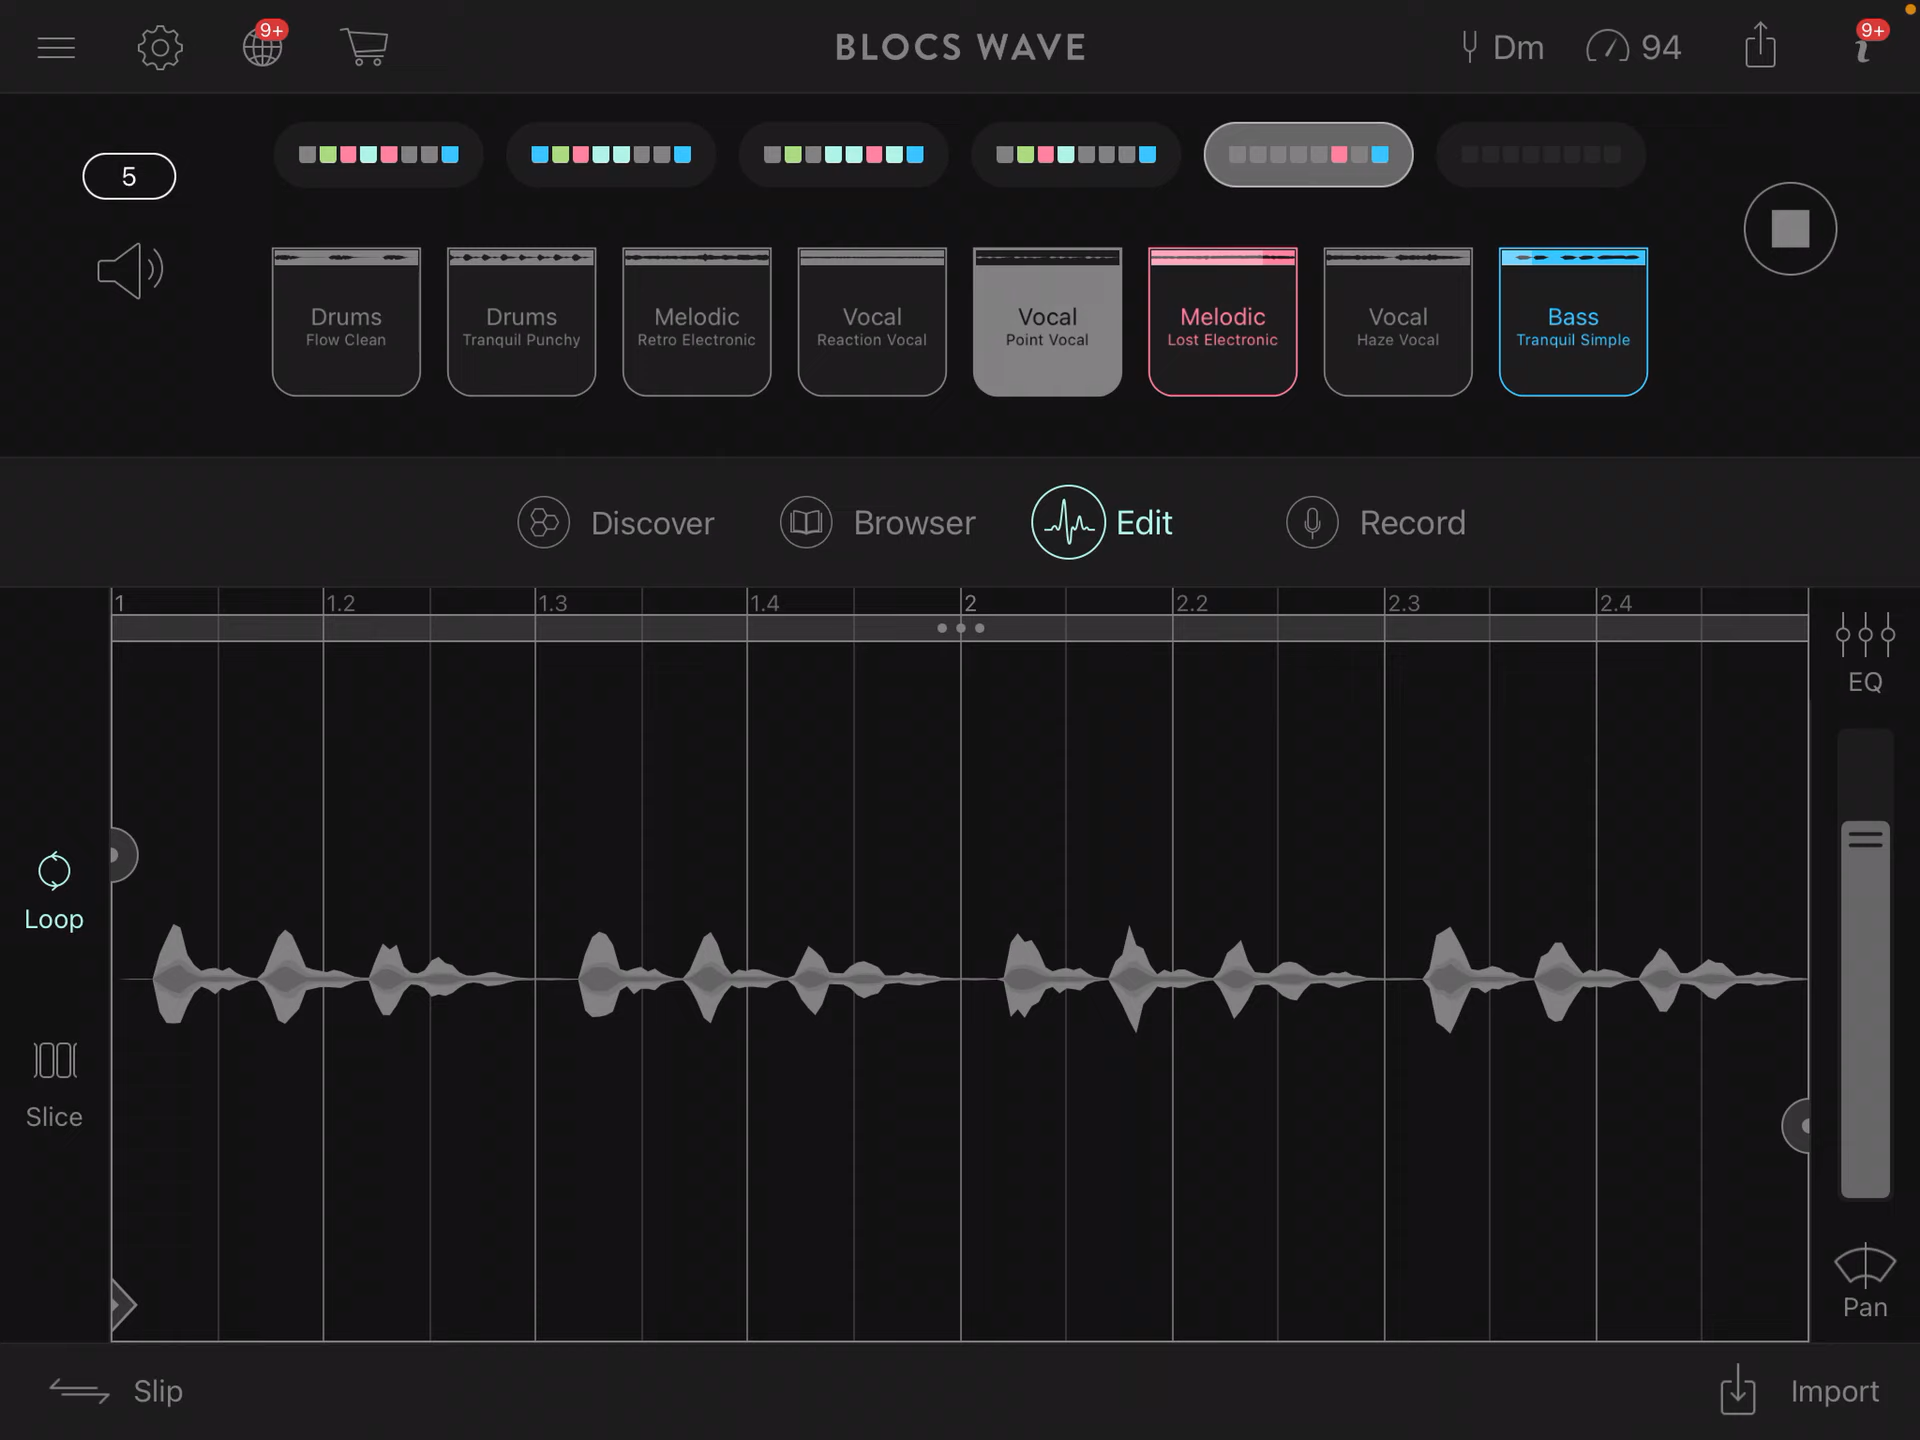 9+
BLOCS WAVE
Dm
94
9+
5
Drums
Flow Clean
Drums
Tranquil Punchy
Melodic
Retro Electronic
Vocal
Reaction Vocal
Vocal
Point Vocal
Melodic
Lost Electronic
Vocal
Haze Vocal
Bass
Tranquil Simple
Discover
Browser
Edit
Record
1
1.2
1.3
1.4
2
2.2
2.3
2.4
EQ
Loop
Slice
Pan
Slip
Import